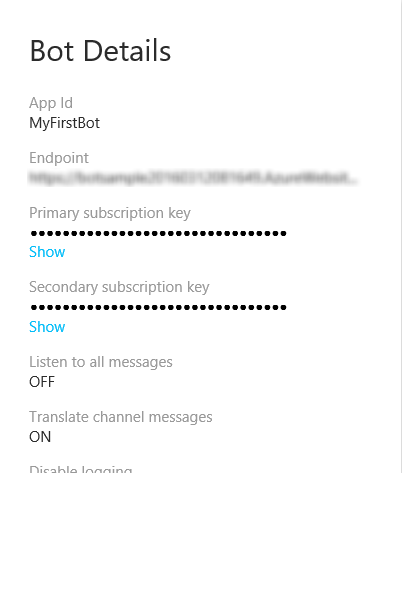 Bot Details
App Id
MyFirstBot
Endpoint
Primary subscription key
••••••••••••••••••••••••••••••••
Show
Secondary subscription key
••••••••••••••••••••••••••••••••
Show
Listen to all messages
OFF
Translate channel messages
ON
Disable logging